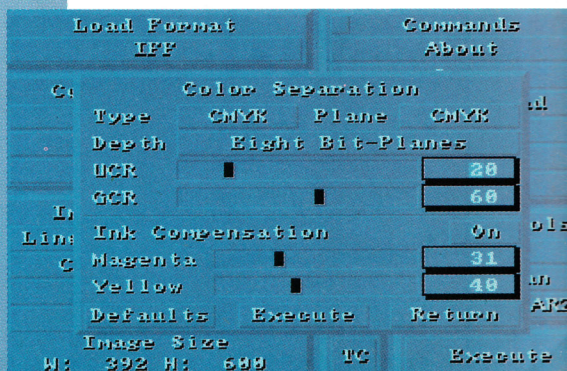 Load Format
Commands
IFF
About
Color Separation
Type CMYK Plane CMYK
Depth Eight Bit-Planes
UCR 20
GCR 60
Ink Compensation On
Line
Magenta 31
Yellow 40
Defaults Execute Return
Image Size
W: 392 H: 600
TC
Execute